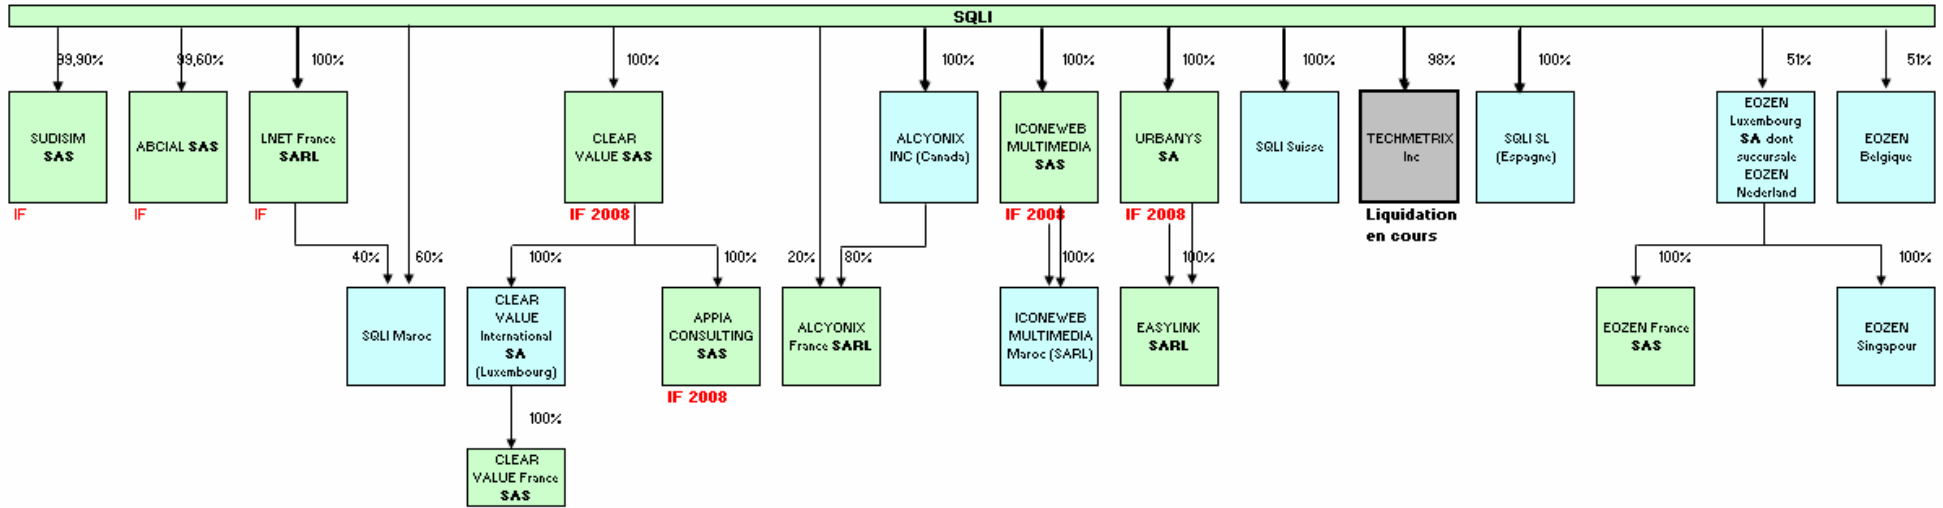 SQLI
99,90%
99,60%
100%
100%
100%
100%
100%
100%
98%
100%
51%
51%
SUDISIM
SAS
ABCIAL SAS
LNET France
SARL
CLEAR
VALUE SAS
ALCYONIX
INC (Canada)
ICONEWEB
MULTIMEDIA
SAS
URBANYS
SA
SQLI Suisse
TECHMETRIX
Inc
SQLI SL
(Espagne)
EOZEN
Luxembourg
SA dont
succursale
EOZEN
Nederland
EOZEN
Belgique
IF
IF
IF
IF 2008
IF 2008
IF 2008
Liquidation
en cours
40%
60%
100%
100%
20%
80%
100%
100%
100%
100%
SQLI Maroc
CLEAR
VALUE
International
SA
(Luxembourg)
APPIA
CONSULTING
SAS
ALCYONIX
France SARL
ICONEWEB
MULTIMEDIA
Maroc (SARL)
EASYLINK
SARL
EOZEN France
SAS
EOZEN
Singapour
IF 2008
100%
CLEAR
VALUE France
SAS